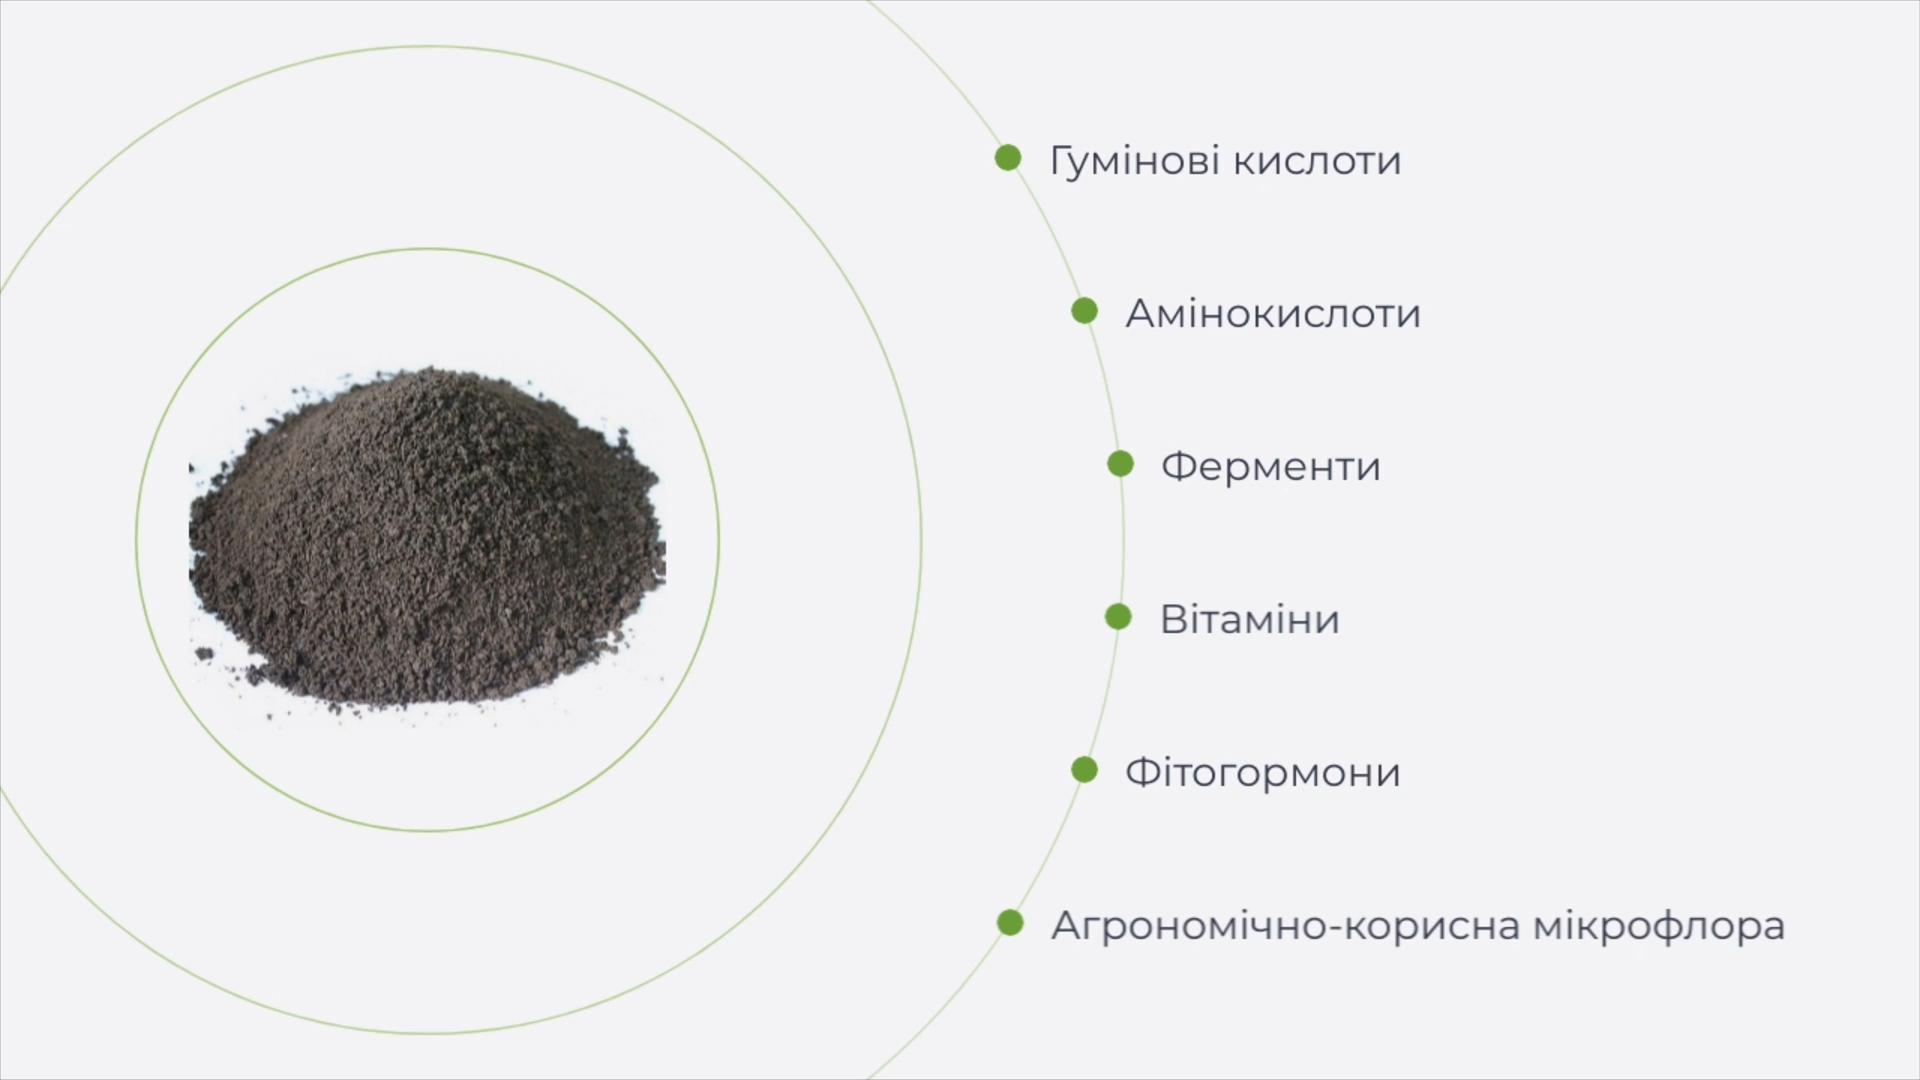 Гумінові кислоти
Амінокислоти
Ферменти
Вітаміни
Фітогормони
Агрономічно-корисна мікрофлора